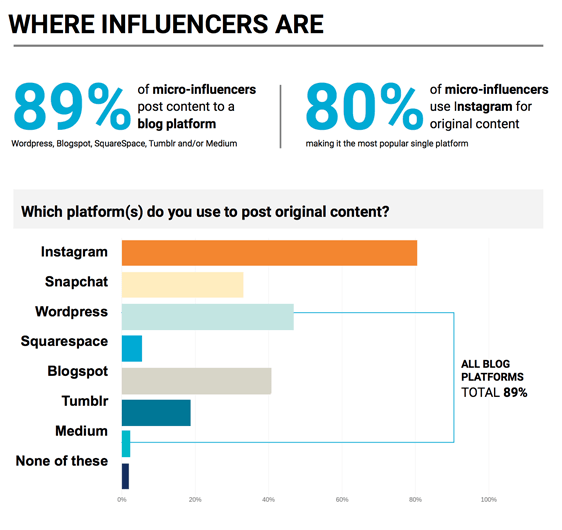 WHERE INFLUENCERS ARE
89%
of micro-influencers
post content to a
blog platform
Wordpress, Blogspot, SquareSpace, Tumblr and/or Medium
80%
of micro-influencers
use Instagram for
original content
making it the most popular single platform
Which platform(s) do you use to post original content?
Instagram
Snapchat
Wordpress
Squarespace
Blogspot
Tumblr
Medium
None of these
ALL BLOG
PLATFORMS
TOTAL 89%
0% 20% 40% 60% 80% 100%